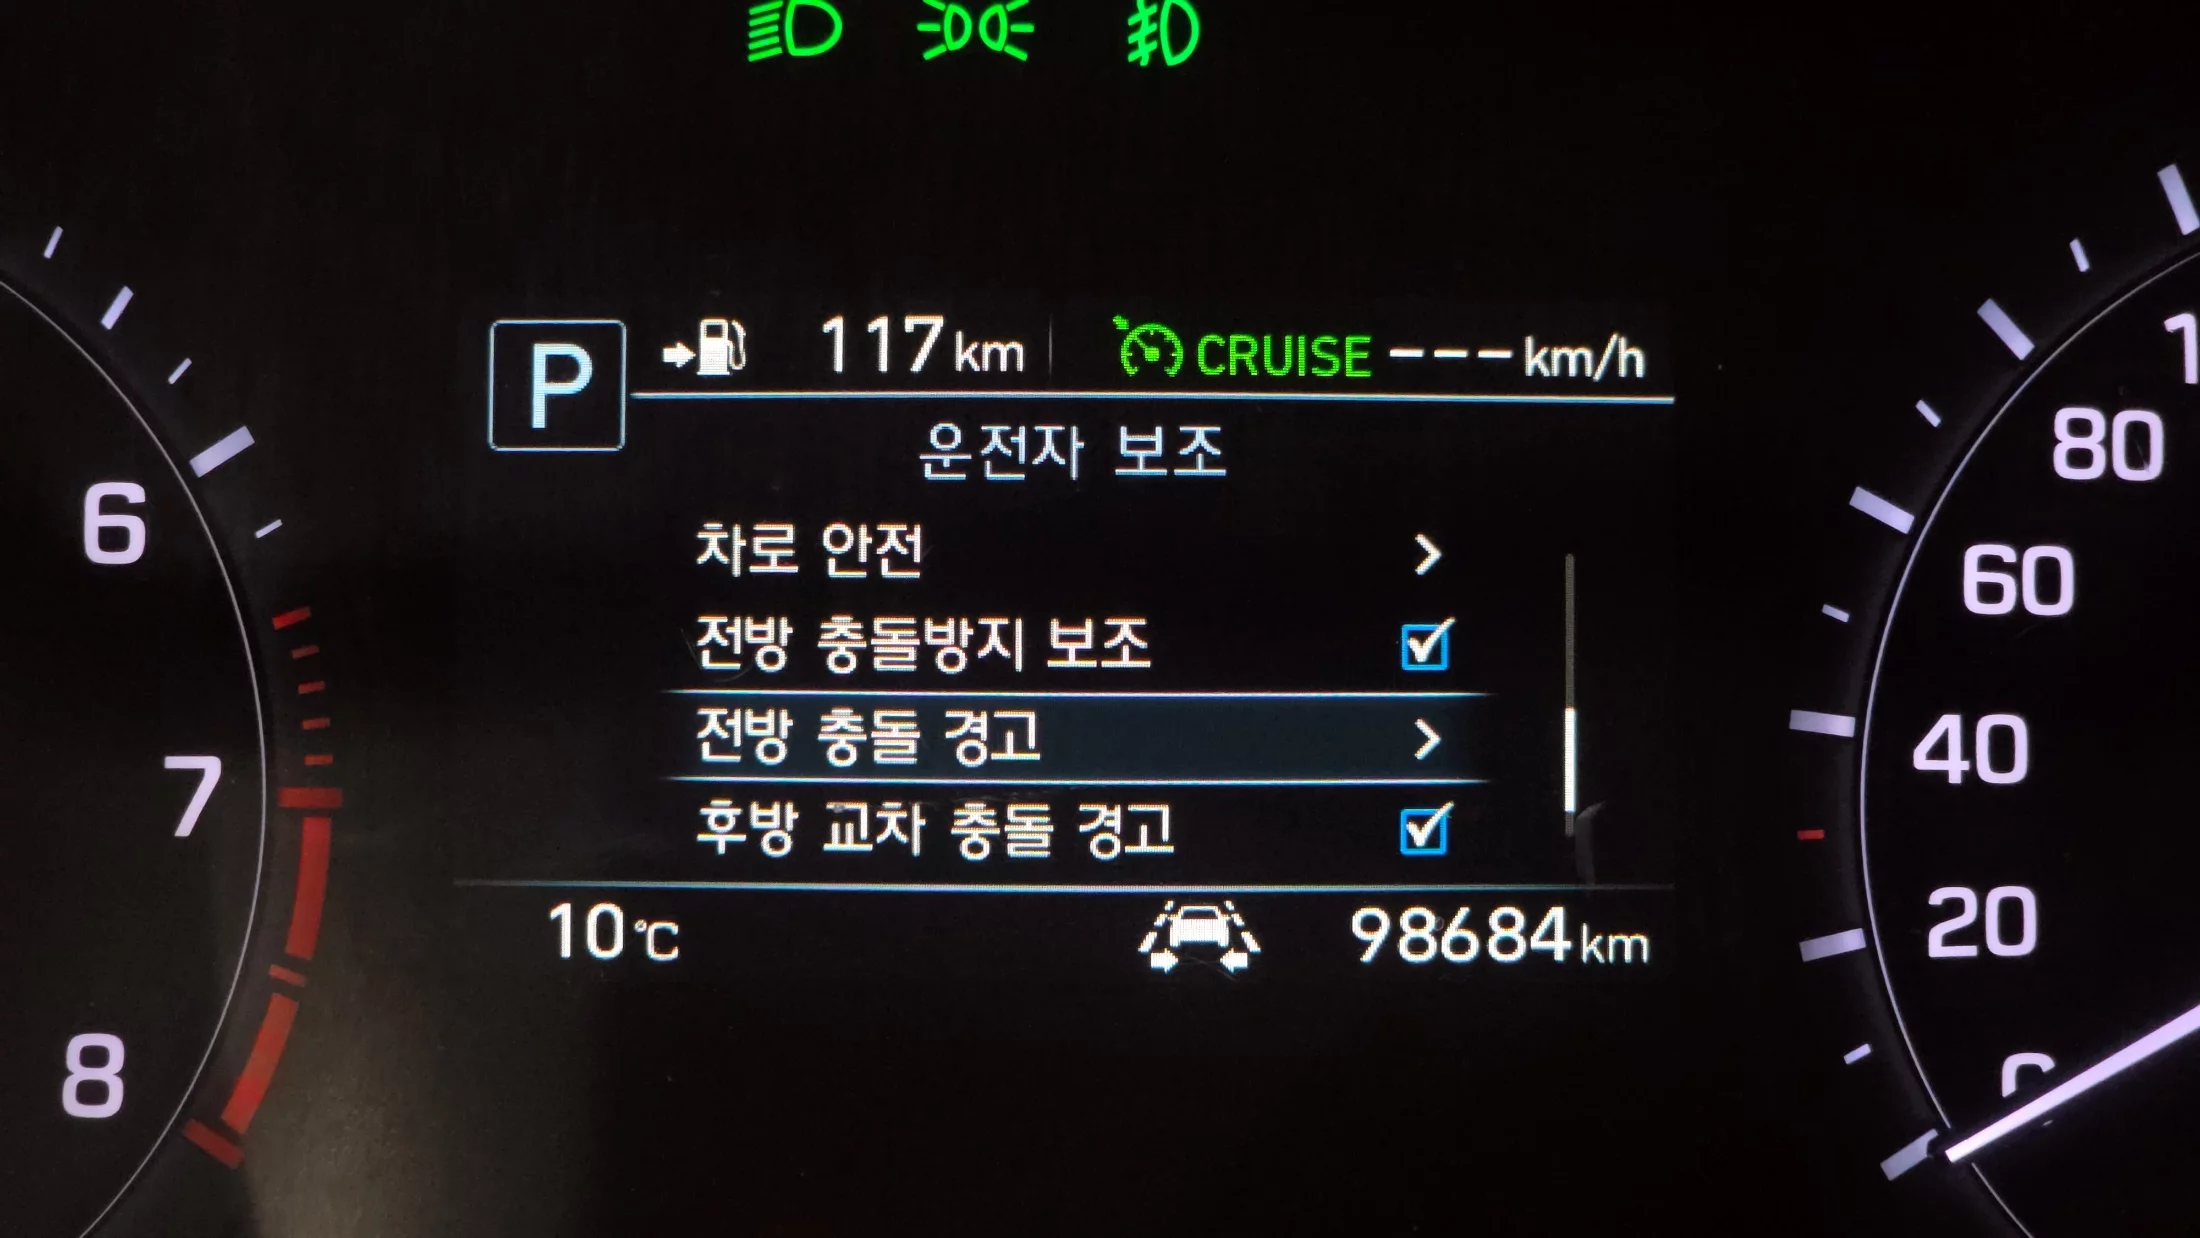 P 117 km CRUISE --- km/h
운전자 보조
차로 안전 >
전방 충돌방지 보조
전방 충돌 경고 >
후방 교차 충돌 경고
10°C 98684 km
6
7
8
80
60
40
20
0